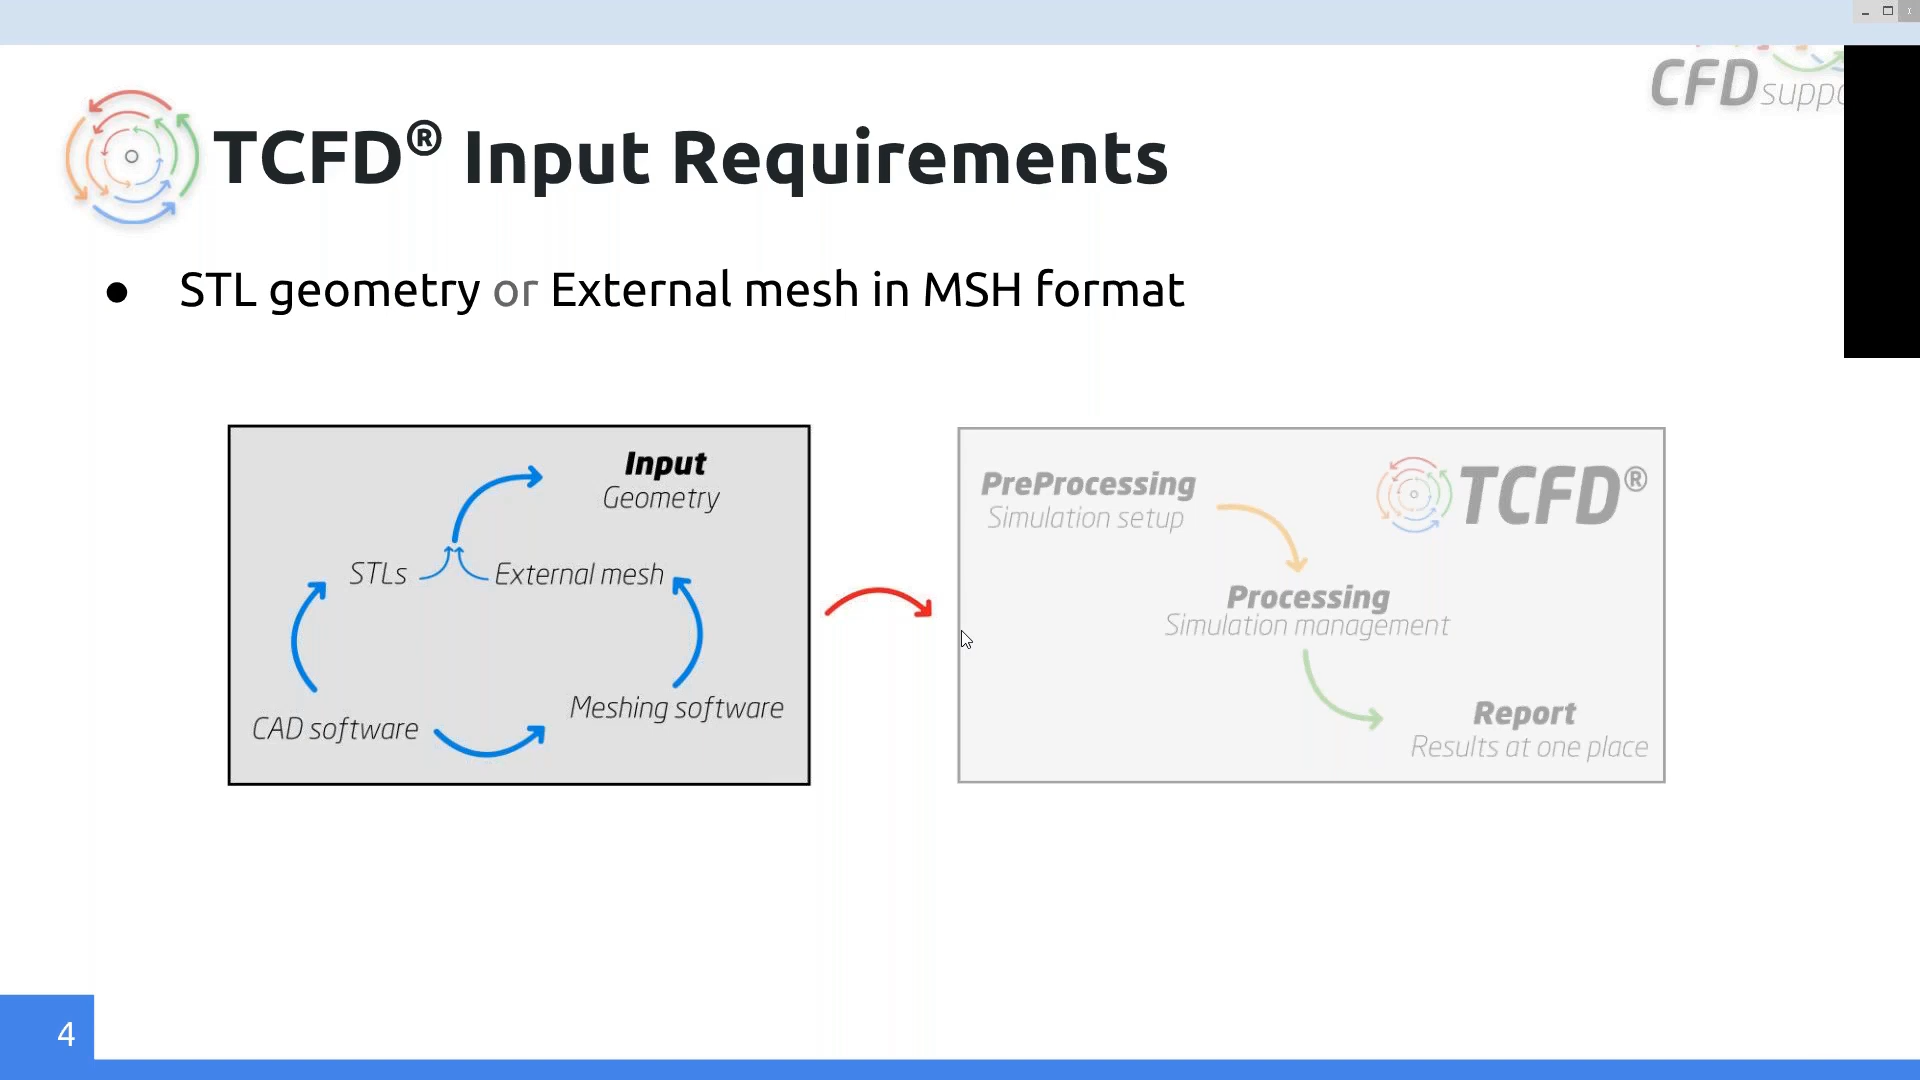 CFD
TCFD® Input Requirements
● STL geometry or External mesh in MSH format
Input
Geometry
STLs
External mesh
CAD software
Meshing software
PreProcessing
Simulation setup
TCFD®
Processing
Simulation management
Report
Results at one place
4